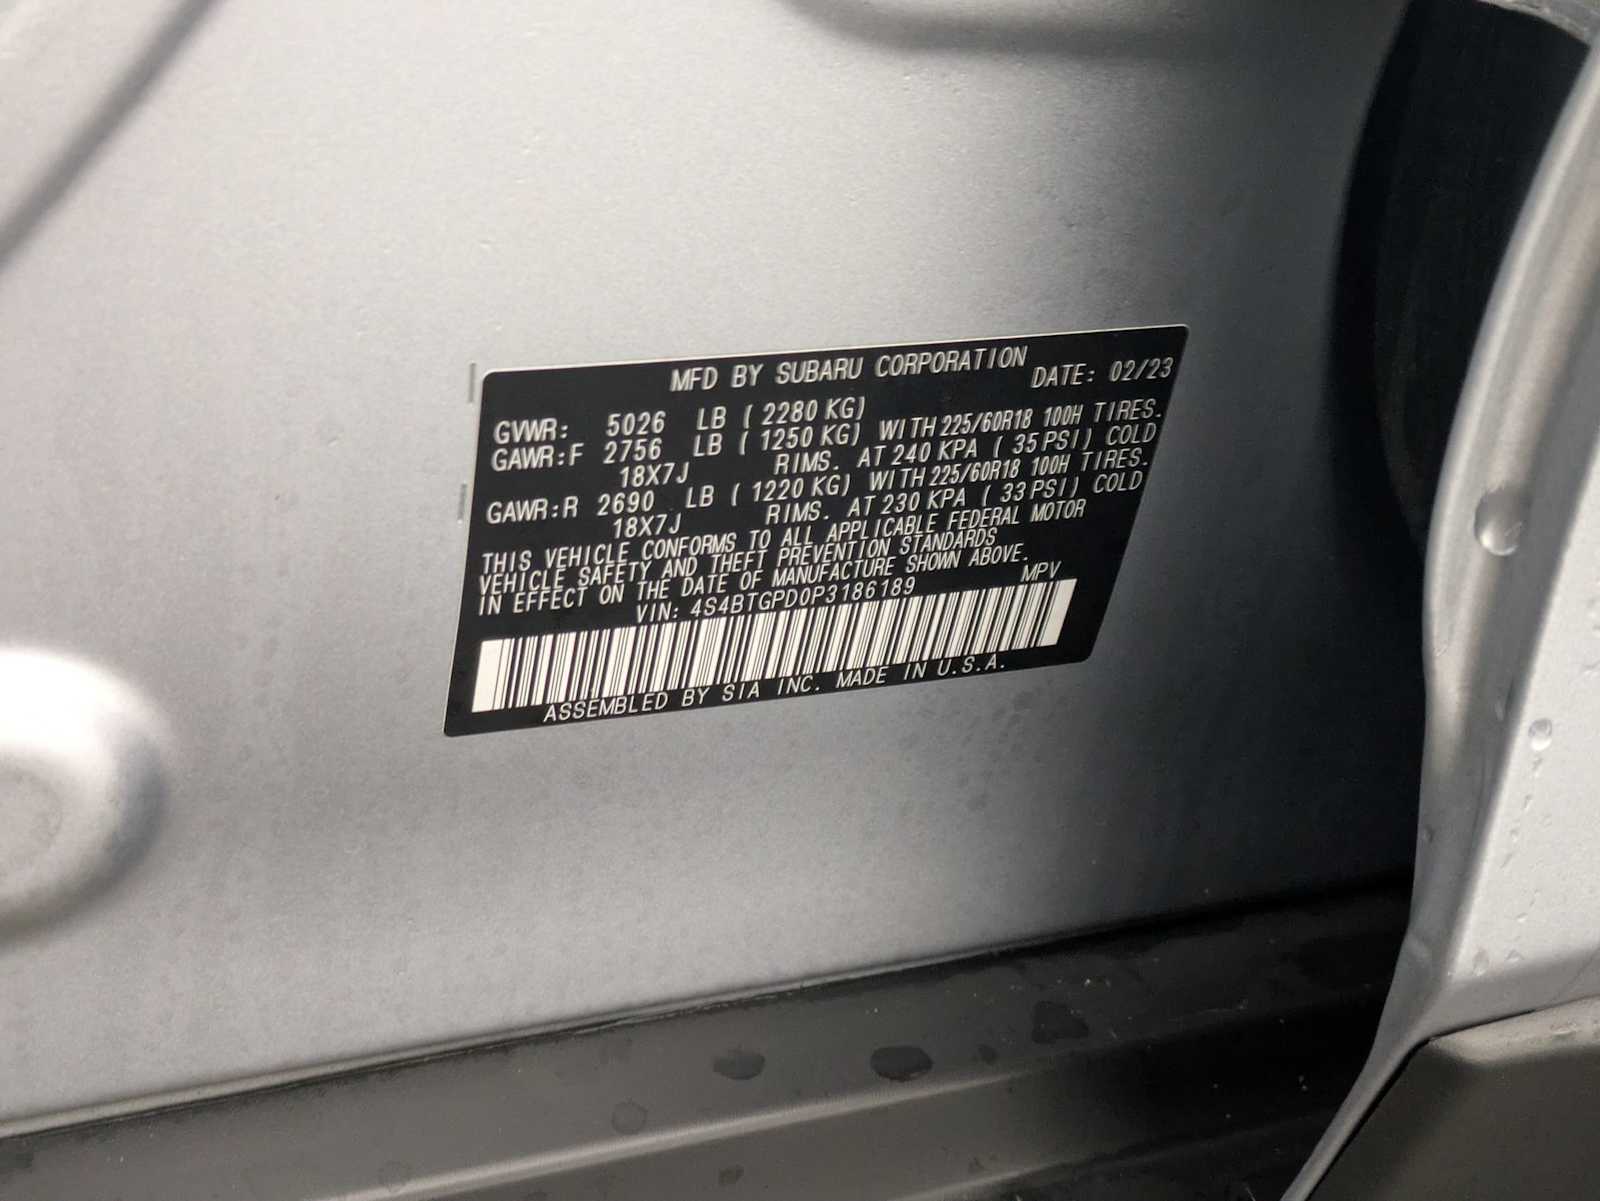 MFD BY SUBARU CORPORATION
DATE: 02/23
GVWR: 5026 LB ( 2280 KG)
GAWR:F 2756 LB ( 1250 KG) WITH 225/60R18 100H TIRES.
18X7J RIMS. AT 240 KPA ( 35 PSI) COLD
GAWR:R 2690 LB ( 1220 KG) WITH 225/60R18 100H TIRES.
18X7J RIMS. AT 230 KPA ( 33 PSI) COLD
THIS VEHICLE CONFORMS TO ALL APPLICABLE FEDERAL MOTOR
VEHICLE SAFETY AND THEFT PREVENTION STANDARDS
IN EFFECT ON THE DATE OF MANUFACTURE SHOWN ABOVE.
VIN: 4S4BTGPD0P3186189 MPV
ASSEMBLED BY SIA INC. MADE IN U.S.A.